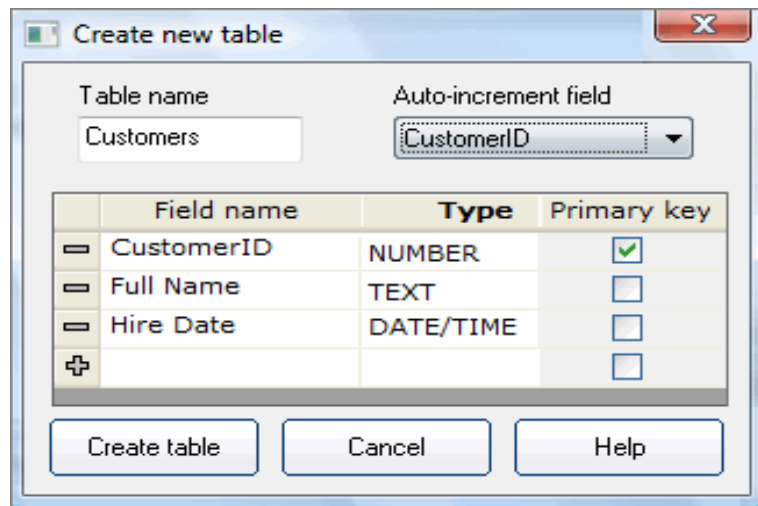 Create new table
Table name Auto-increment field
Customers CustomerID
Field name Type Primary key
CustomerID NUMBER
Full Name TEXT
Hire Date DATE/TIME
Create table Cancel Help